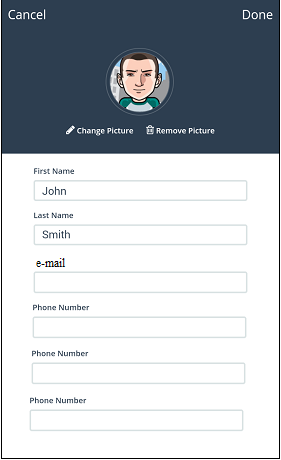 Cancel Done
Change Picture Remove Picture
First Name
John
Last Name
Smith
e-mail
Phone Number
Phone Number
Phone Number